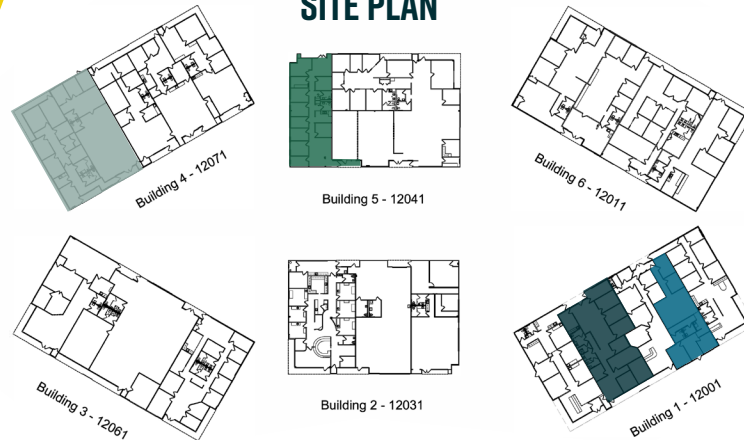 SITE PLAN
Building 4 - 12071
Building 5 - 12041
Building 6 - 12011
Building 3 - 12061
Building 2 - 12031
Building 1 - 12001